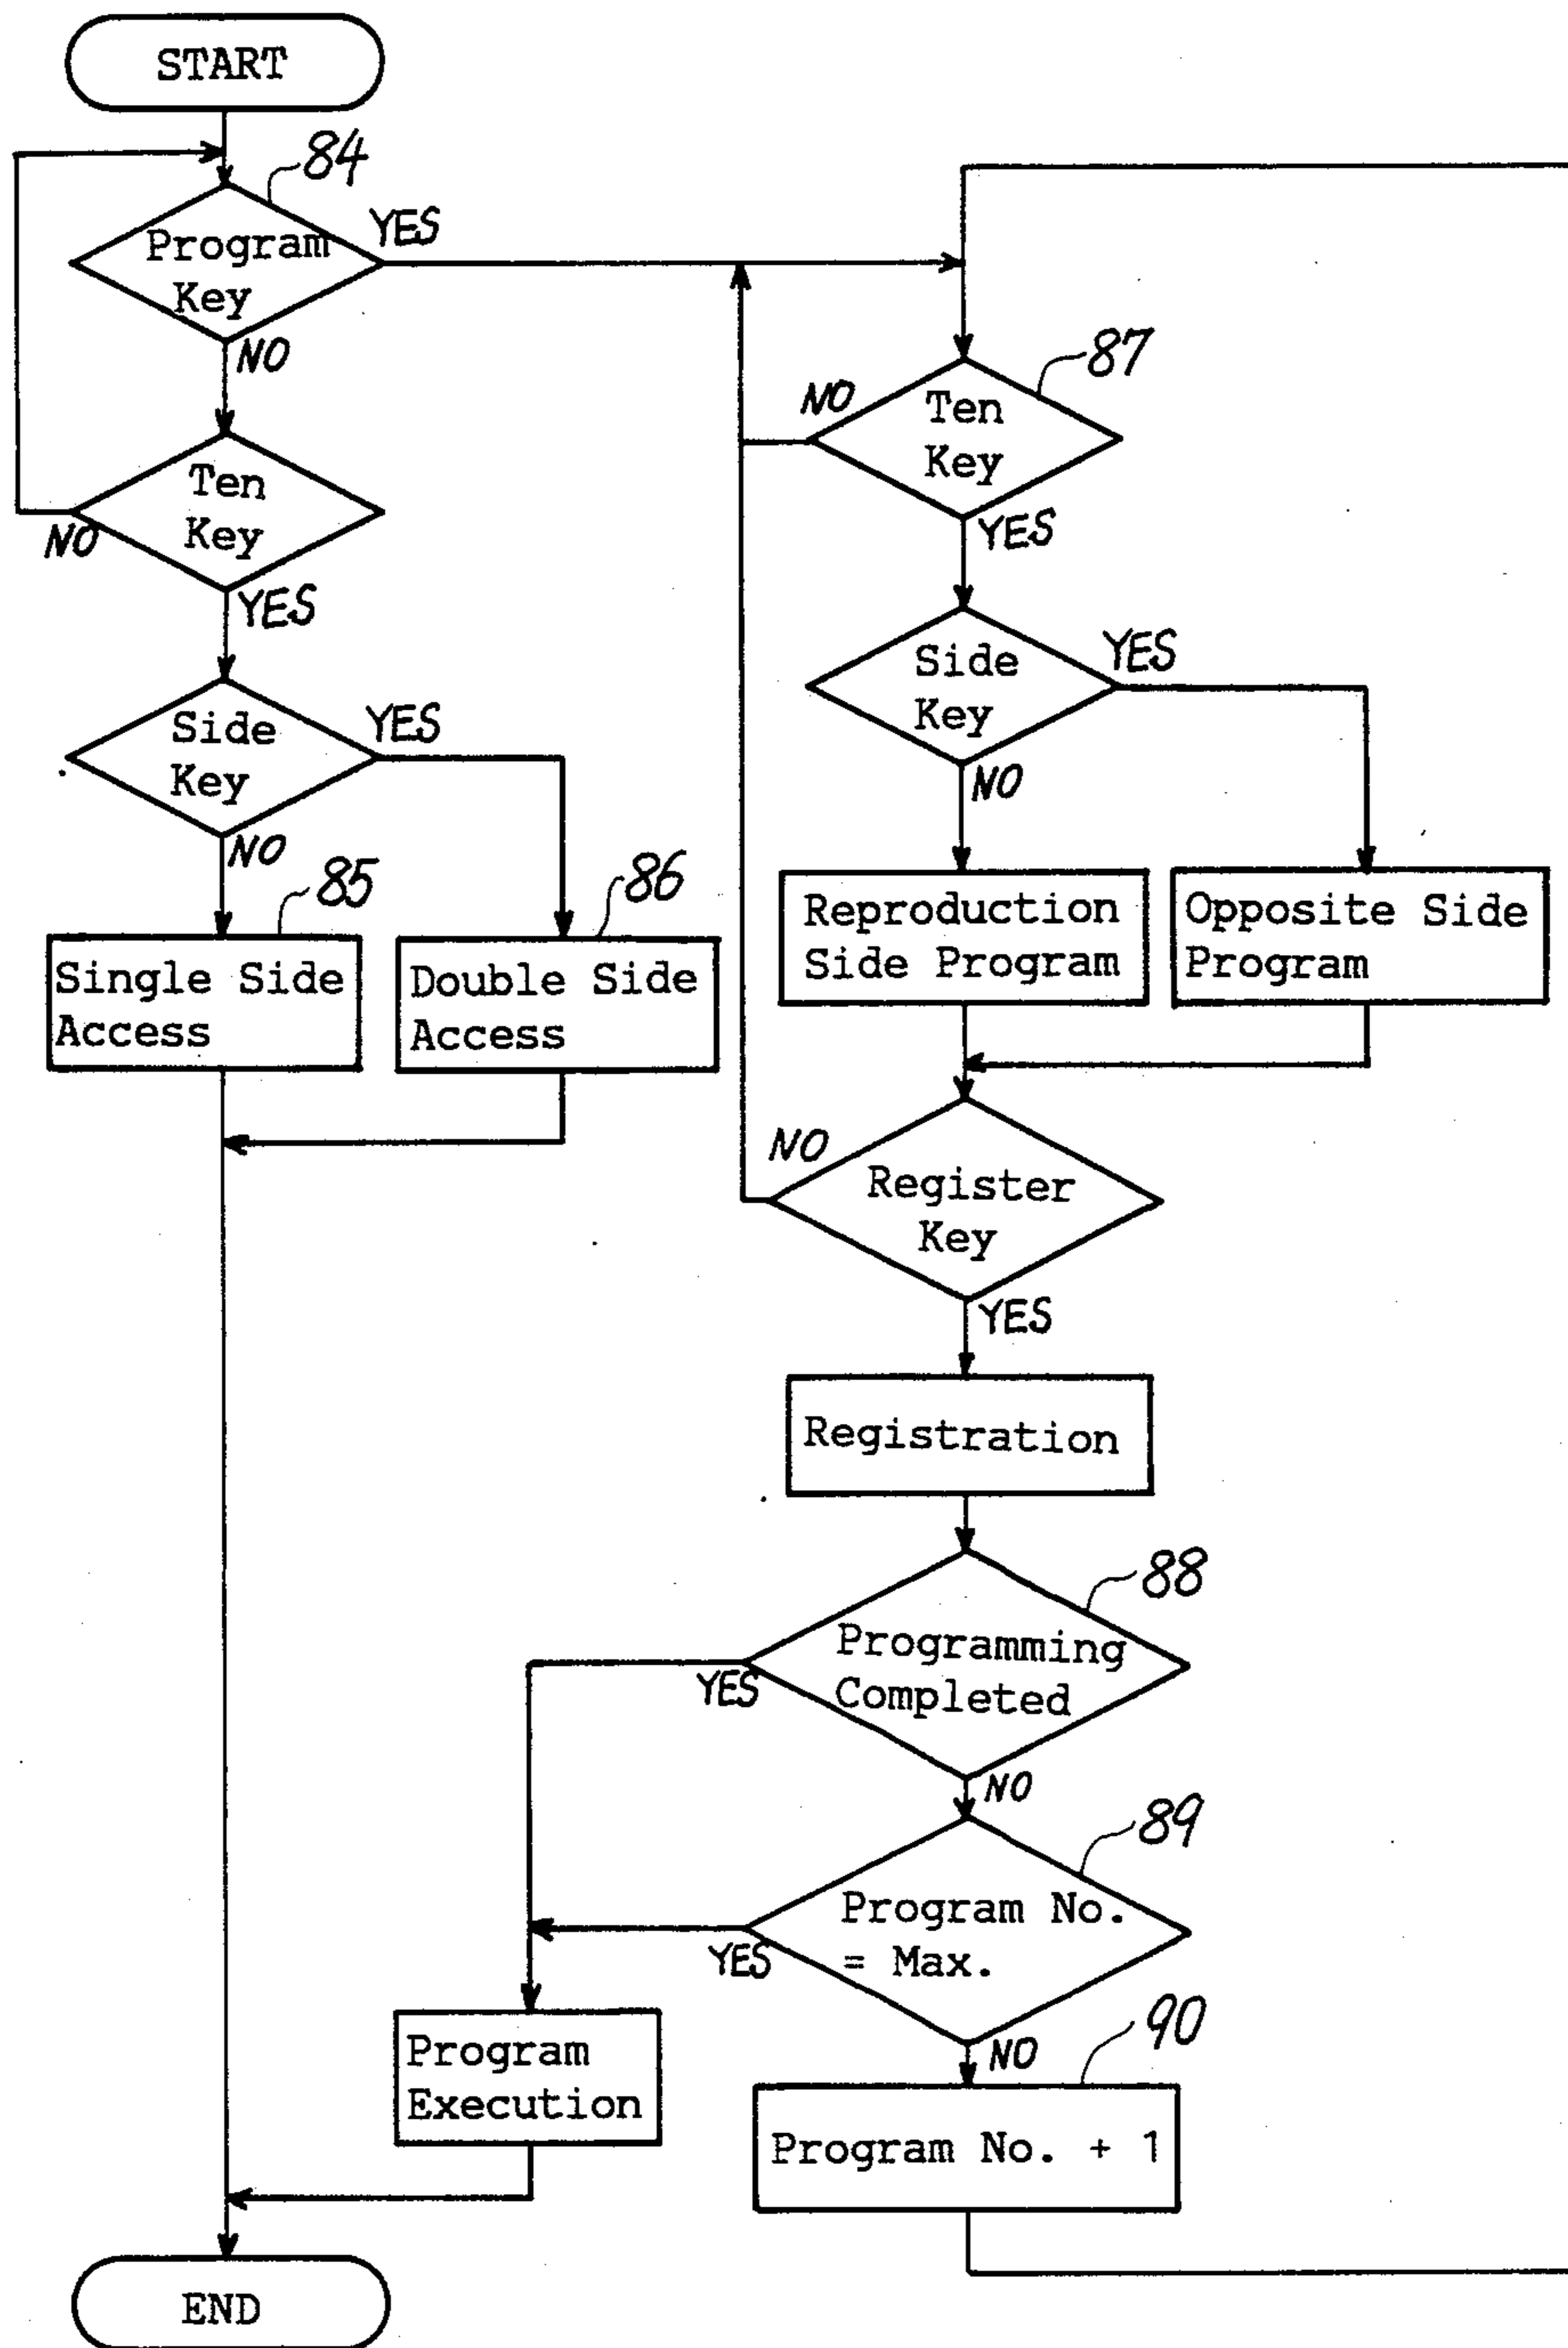 START
84
Program
Key
YES
NO
Ten
Key
NO
YES
Side
Key
YES
NO
85
Single Side
Access
86
Double Side
Access
87
Ten
Key
NO
YES
Side
Key
YES
NO
Reproduction
Side Program
Opposite Side
Program
Register
Key
NO
YES
Registration
88
Programming
Completed
YES
NO
89
Program No.
= Max.
YES
NO
Program
Execution
90
Program No. + 1
END